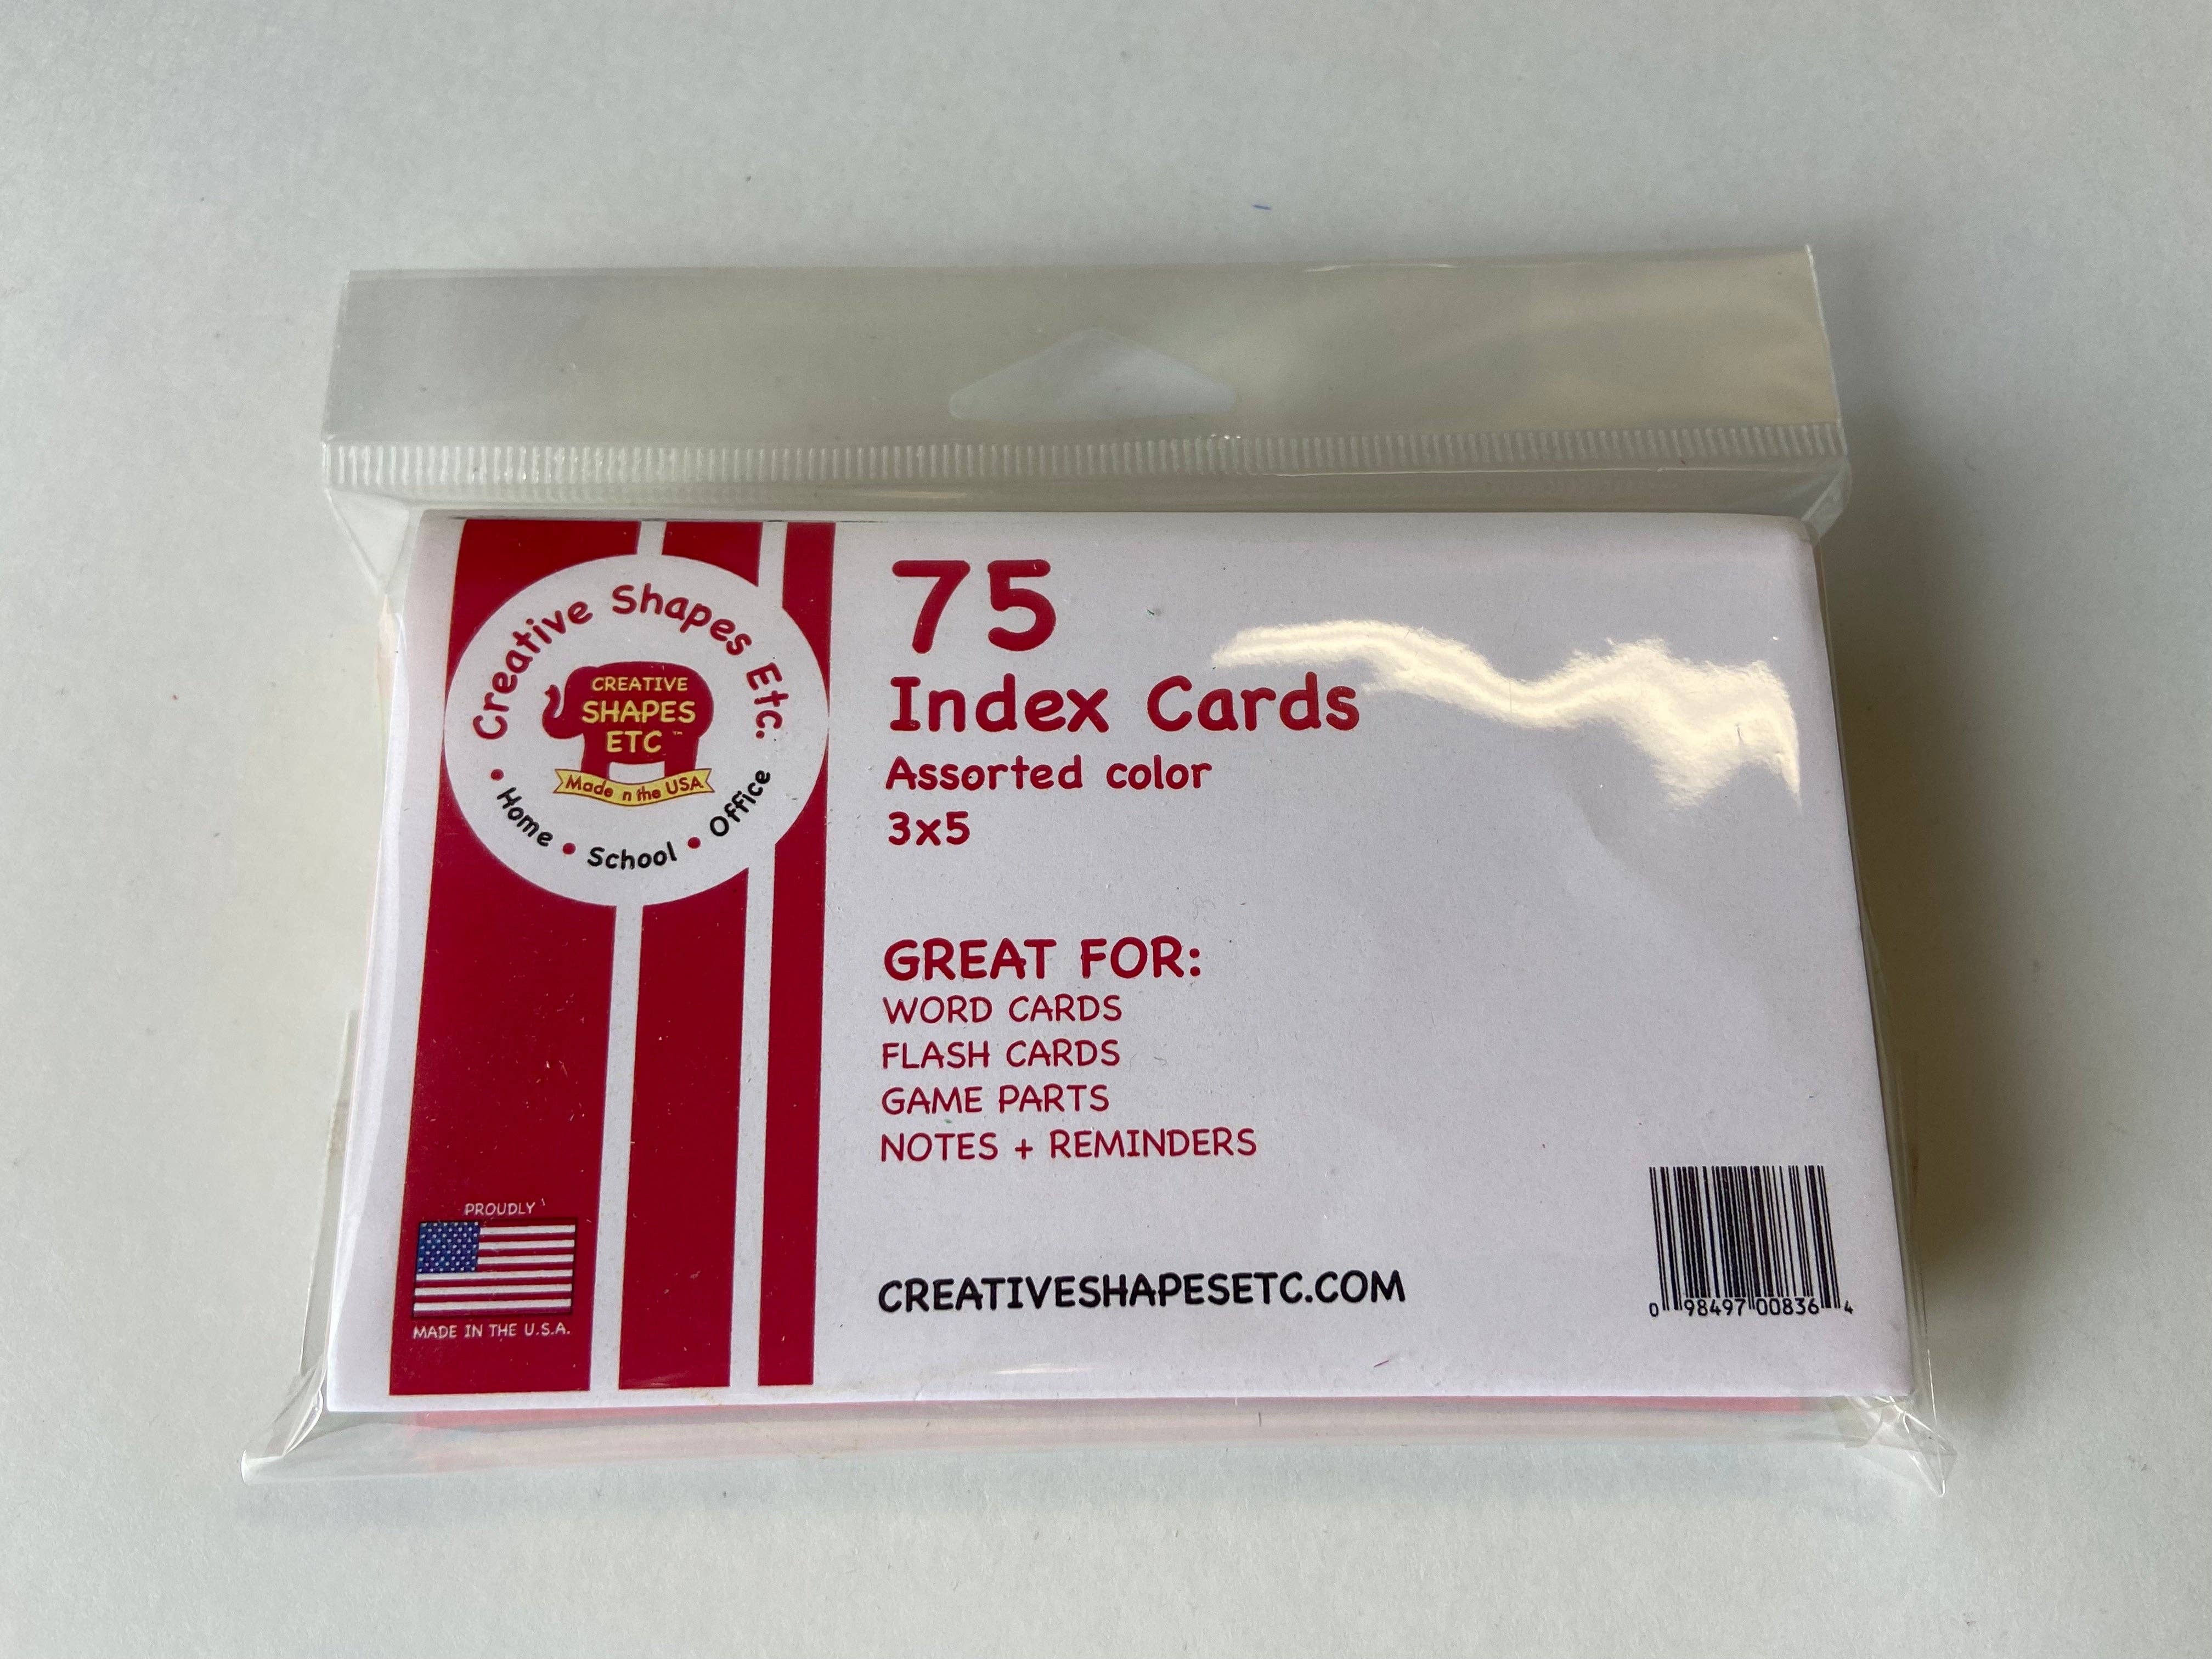 Creative Shapes Etc.
CREATIVE
SHAPES
ETC ™
Made n the USA
• Home • School • Office
75
Index Cards
Assorted color
3x5
GREAT FOR:
WORD CARDS
FLASH CARDS
GAME PARTS
NOTES + REMINDERS
PROUDLY
MADE IN THE U.S.A.
CREATIVESHAPESETC.COM
0 98497 00836 4